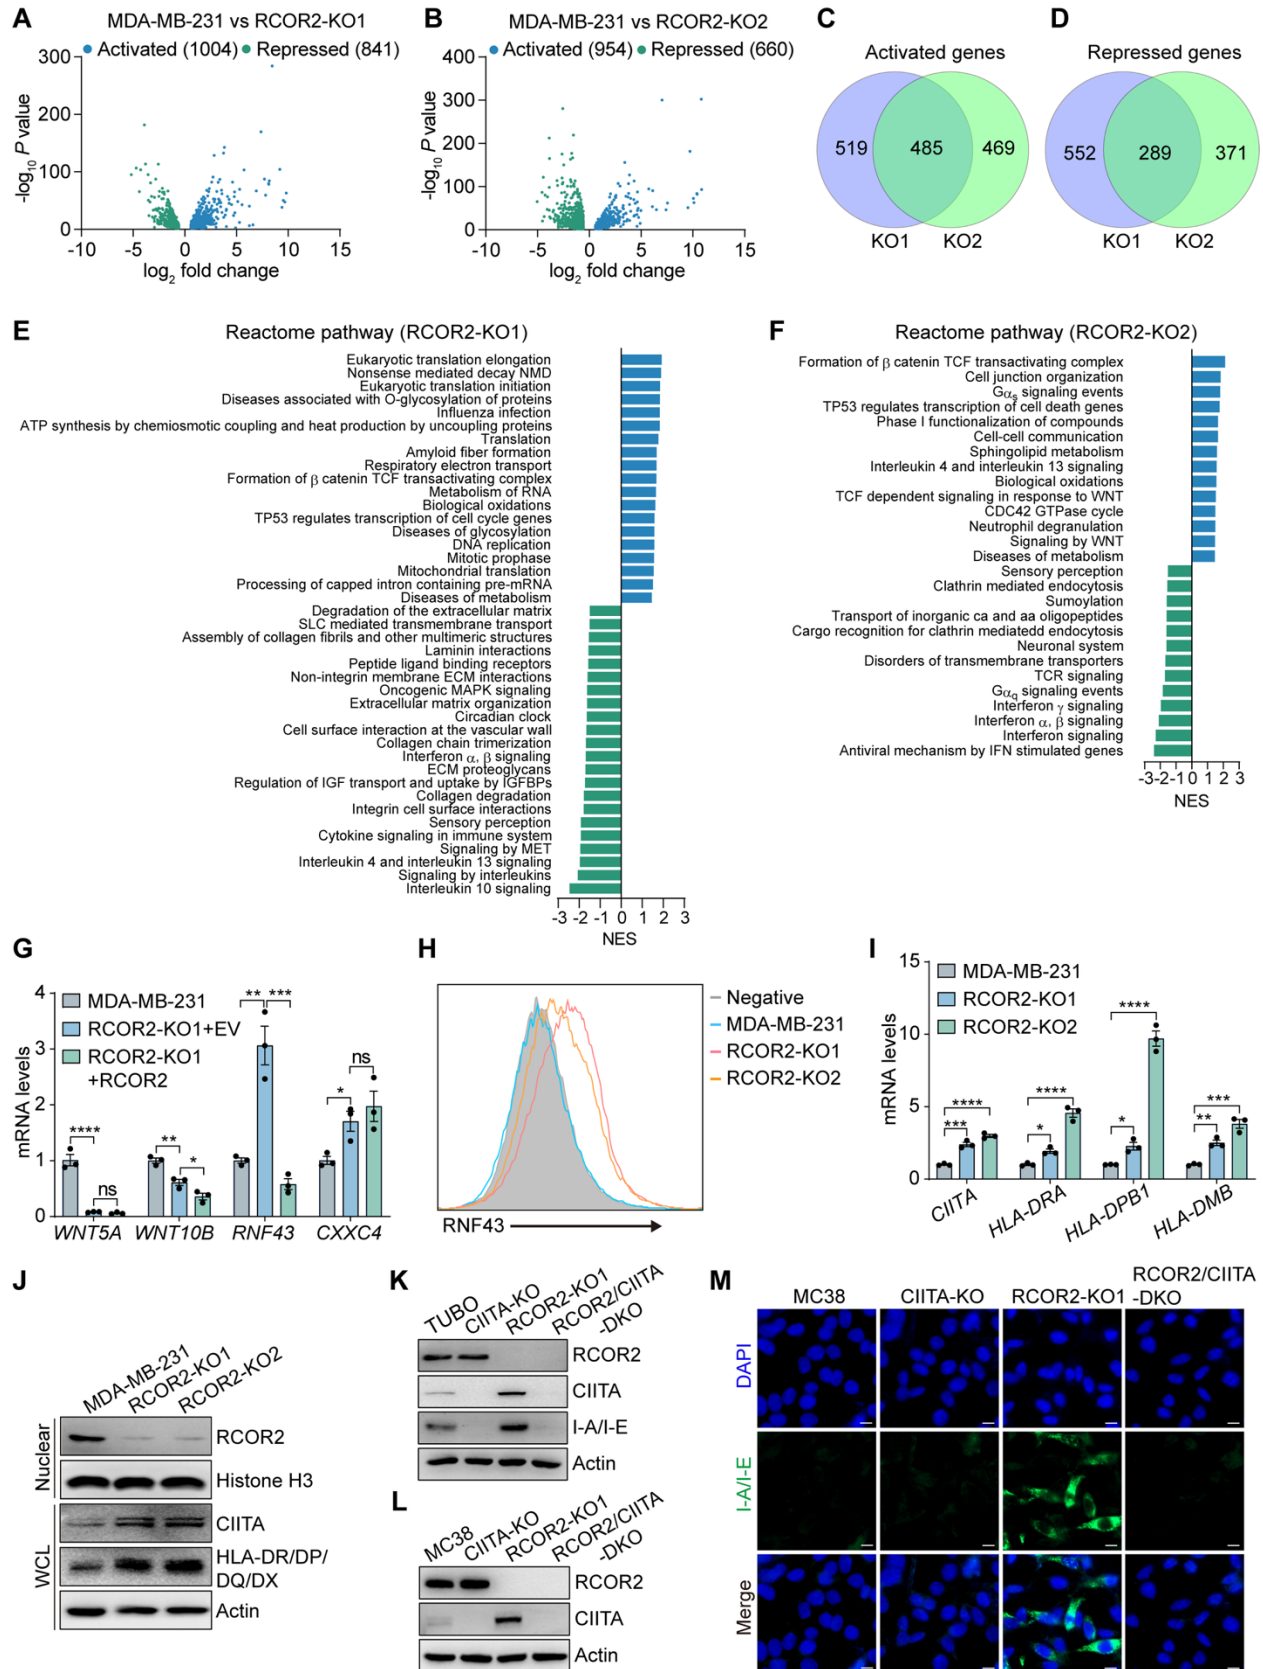 A
MDA-MB-231 vs RCOR2-KO1
Activated (1004) Repressed (841)
300
200
100
0
-log10 P value
-10 -5 0 5 10 15
log2 fold change
B
MDA-MB-231 vs RCOR2-KO2
Activated (954) Repressed (660)
400
300
200
100
0
-log10 P value
-10 -5 0 5 10 15
log2 fold change
C
Activated genes
519 485 469
KO1 KO2
D
Repressed genes
552 289 371
KO1 KO2
E
Reactome pathway (RCOR2-KO1)
Eukaryotic translation elongation
Nonsense mediated decay NMD
Eukaryotic translation initiation
Diseases associated with O-glycosylation of proteins
Influenza infection
ATP synthesis by chemiosmotic coupling and heat production by uncoupling proteins
Translation
Amyloid fiber formation
Respiratory electron transport
Formation of β catenin TCF transactivating complex
Metabolism of RNA
Biological oxidations
TP53 regulates transcription of cell cycle genes
Diseases of glycosylation
DNA replication
Mitotic prophase
Mitochondrial translation
Processing of capped intron containing pre-mRNA
Diseases of metabolism
Degradation of the extracellular matrix
SLC mediated transmembrane transport
Assembly of collagen fibrils and other multimeric structures
Laminin interactions
Peptide ligand binding receptors
Non-integrin membrane ECM interactions
Oncogenic MAPK signaling
Extracellular matrix organization
Circadian clock
Cell surface interaction at the vascular wall
Collagen chain trimerization
Interferon α, β signaling
ECM proteoglycans
Regulation of IGF transport and uptake by IGFBPs
Collagen degradation
Integrin cell surface interactions
Sensory perception
Cytokine signaling in immune system
Signaling by MET
Interleukin 4 and interleukin 13 signaling
Signaling by interleukins
Interleukin 10 signaling
-3 -2 -1 0 1 2 3
NES
F
Reactome pathway (RCOR2-KO2)
Formation of β catenin TCF transactivating complex
Cell junction organization
Gαs signaling events
TP53 regulates transcription of cell death genes
Phase I functionalization of compounds
Cell-cell communication
Sphingolipid metabolism
Interleukin 4 and interleukin 13 signaling
Biological oxidations
TCF dependent signaling in response to WNT
CDC42 GTPase cycle
Neutrophil degranulation
Signaling by WNT
Diseases of metabolism
Sensory perception
Clathrin mediated endocytosis
Sumoylation
Transport of inorganic ca and aa oligopeptides
Cargo recognition for clathrin mediatedd endocytosis
Neuronal system
Disorders of transmembrane transporters
TCR signaling
Gαq signaling events
Interferon γ signaling
Interferon α, β signaling
Interferon signaling
Antiviral mechanism by IFN stimulated genes
-3 -2 -1 0 1 2 3
NES
G
4
3
2
1
0
mRNA levels
MDA-MB-231
RCOR2-KO1+EV
RCOR2-KO1
+RCOR2
**** ns
** *
** ***
* ns
WNT5A WNT10B RNF43 CXXC4
H
Negative
MDA-MB-231
RCOR2-KO1
RCOR2-KO2
RNF43
I
15
10
5
0
mRNA levels
MDA-MB-231
RCOR2-KO1
RCOR2-KO2
**** ***
**** *
**** *
*** **
CIITA HLA-DRA HLA-DPB1 HLA-DMB
J
MDA-MB-231 RCOR2-KO1 RCOR2-KO2
Nuclear
RCOR2
Histone H3
WCL
CIITA
HLA-DR/DP/
DQ/DX
Actin
K
TUBO CIITA-KO RCOR2-KO1 RCOR2/CIITA
-DKO
RCOR2
CIITA
I-A/I-E
Actin
L
MC38 CIITA-KO RCOR2-KO1 RCOR2/CIITA
-DKO
RCOR2
CIITA
Actin
M
MC38 CIITA-KO RCOR2-KO1 RCOR2/CIITA
-DKO
DAPI
I-A/I-E
Merge